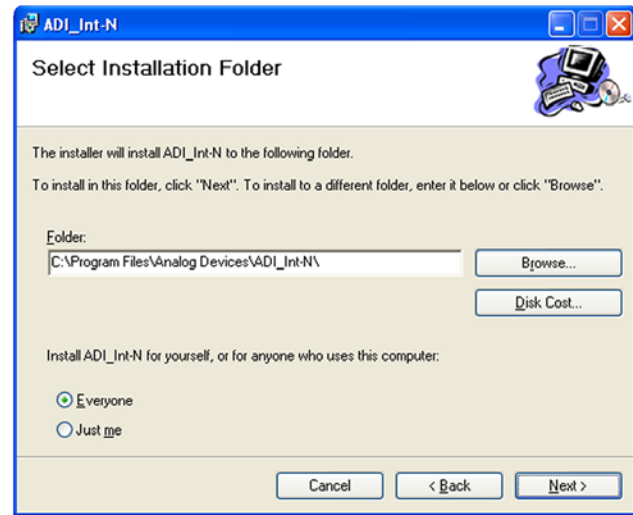 ADI_Int-N
Select Installation Folder
The installer will install ADI_Int-N to the following folder.
To install in this folder, click "Next". To install to a different folder, enter it below or click "Browse".
Folder:
C:\Program Files\Analog Devices\ADI_Int-N\
Browse...
Disk Cost...
Install ADI_Int-N for yourself, or for anyone who uses this computer:
Everyone
Just me
Cancel
< Back
Next >